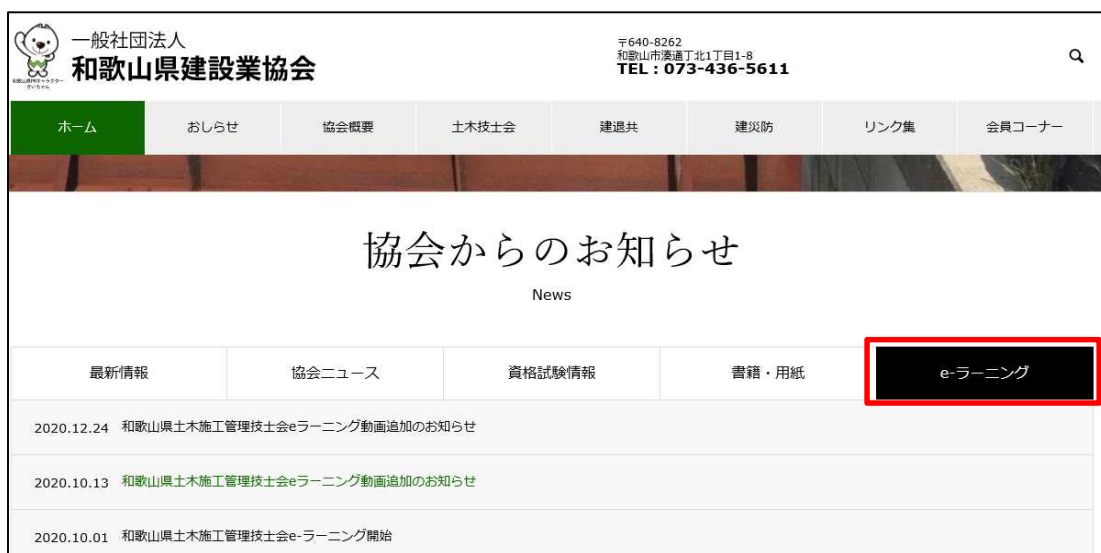 一般社団法人
和歌山県建設業協会
きいちゃん
〒640-8262
和歌山市湊通丁北1丁目1-8
TEL：073-436-5611
ホーム
おしらせ
協会概要
土木技士会
建退共
建災防
リンク集
会員コーナー
協会からのお知らせ
News
最新情報
協会ニュース
資格試験情報
書籍・用紙
e-ラーニング
2020.12.24 和歌山県土木施工管理技士会eラーニング動画追加のお知らせ
2020.10.13 和歌山県土木施工管理技士会eラーニング動画追加のお知らせ
2020.10.01 和歌山県土木施工管理技士会e-ラーニング開始